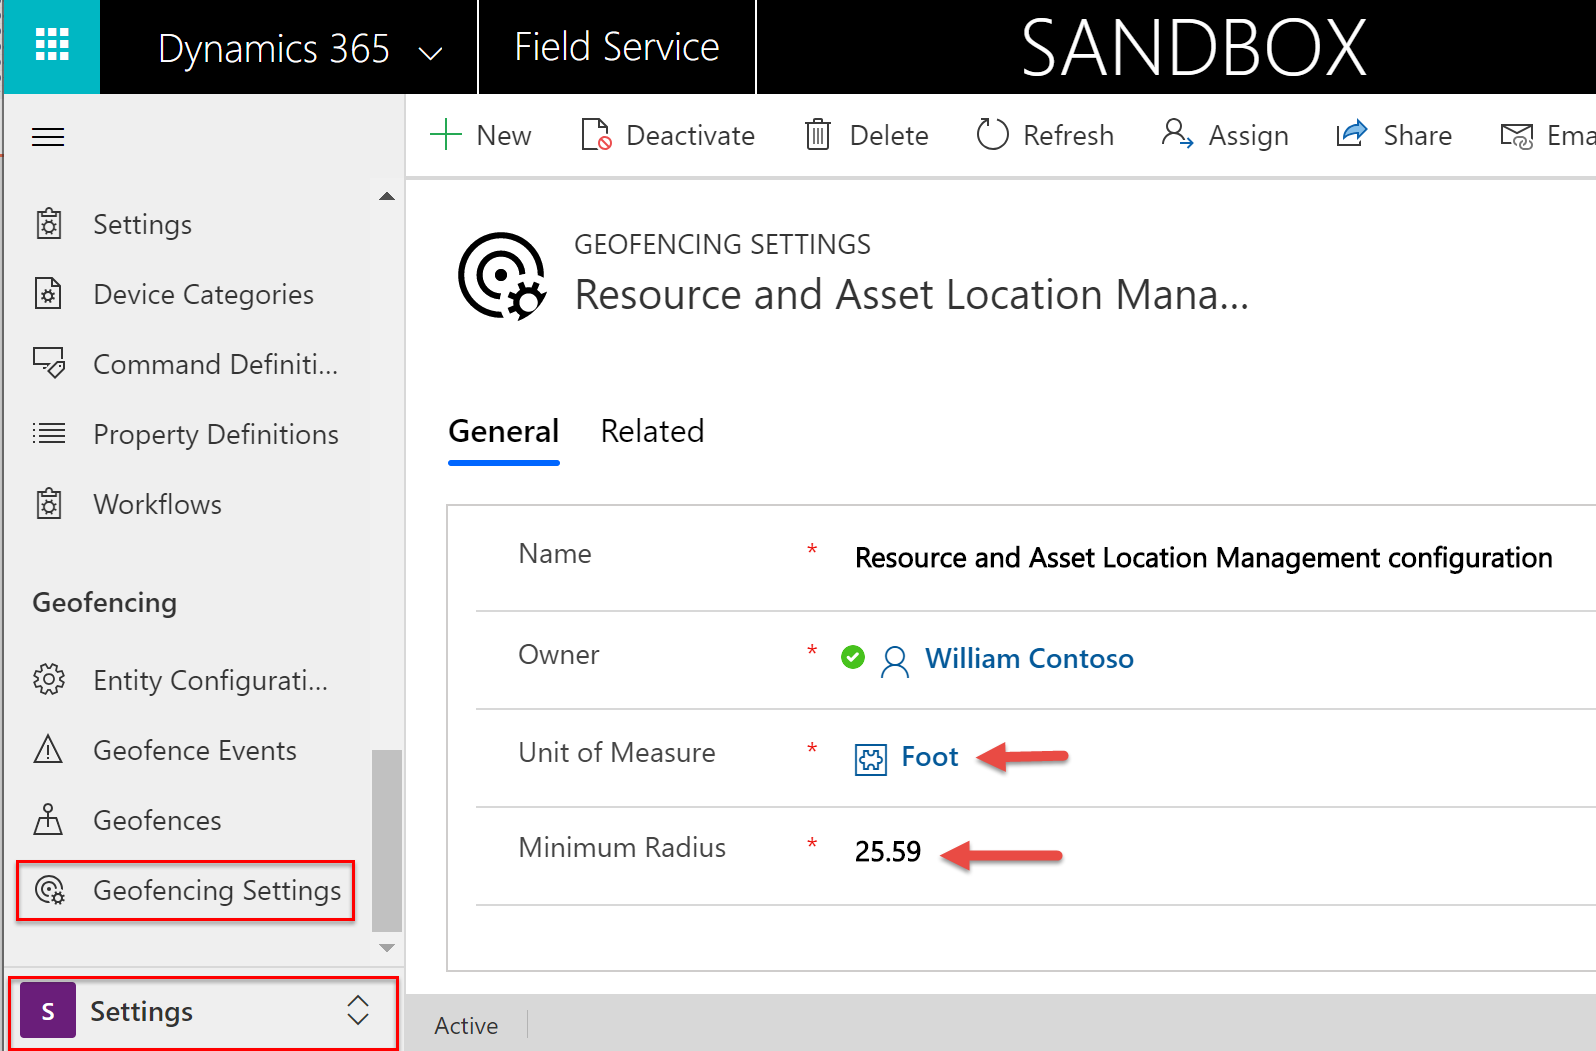 Dynamics 365
Field Service
SANDBOX
New
Deactivate
Delete
Refresh
Assign
Share
Ema
Settings
Device Categories
Command Definiti...
Property Definitions
Workflows
Geofencing
Entity Configurati...
Geofence Events
Geofences
Geofencing Settings
S
Settings
GEOFENCING SETTINGS
Resource and Asset Location Mana...
General
Related
Name * Resource and Asset Location Management configuration
Owner * William Contoso
Unit of Measure * Foot
Minimum Radius * 25.59
Active